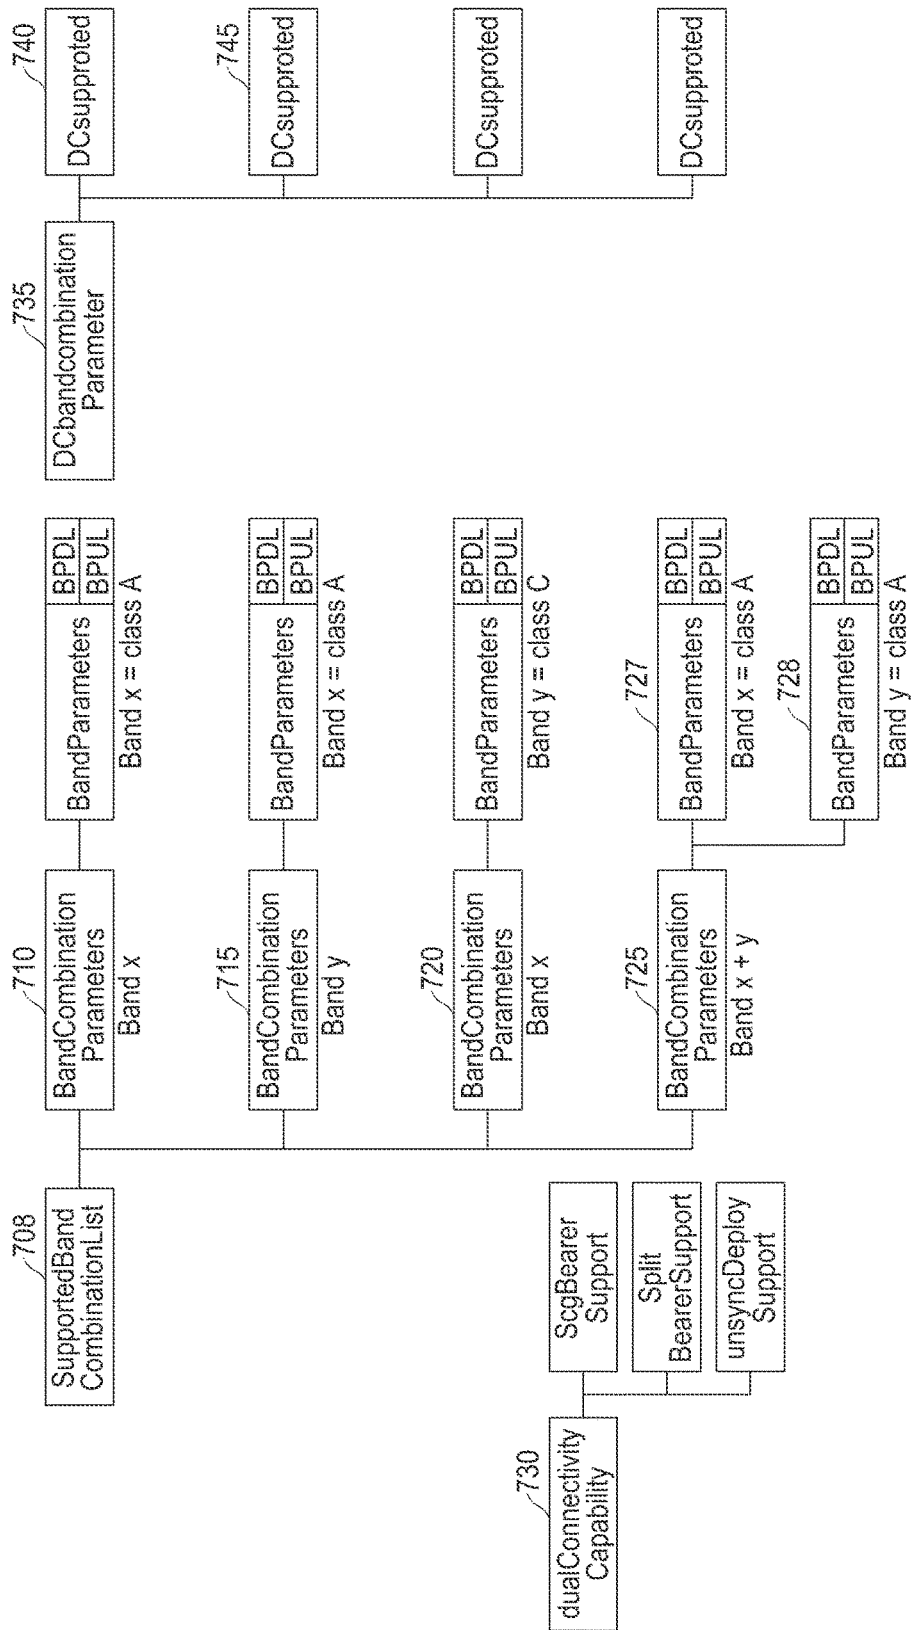 708
SupportedBand
CombinationList
710
BandCombination
Parameters
Band x
BandParameters
BPDL
BPUL
Band x = class A
715
BandCombination
Parameters
Band y
BandParameters
BPDL
BPUL
Band x = class A
720
BandCombination
Parameters
Band x
BandParameters
BPDL
BPUL
Band y = class C
725
BandCombination
Parameters
Band x + y
727
BandParameters
BPDL
BPUL
Band x = class A
728
BandParameters
BPDL
BPUL
Band y = class A
730
dualConnectivity
Capability
ScgBearer
Support
Split
BearerSupport
unsyncDeploy
Support
735
DCbandcombination
Parameter
740
DCsupproted
745
DCsupproted
DCsupproted
DCsupproted